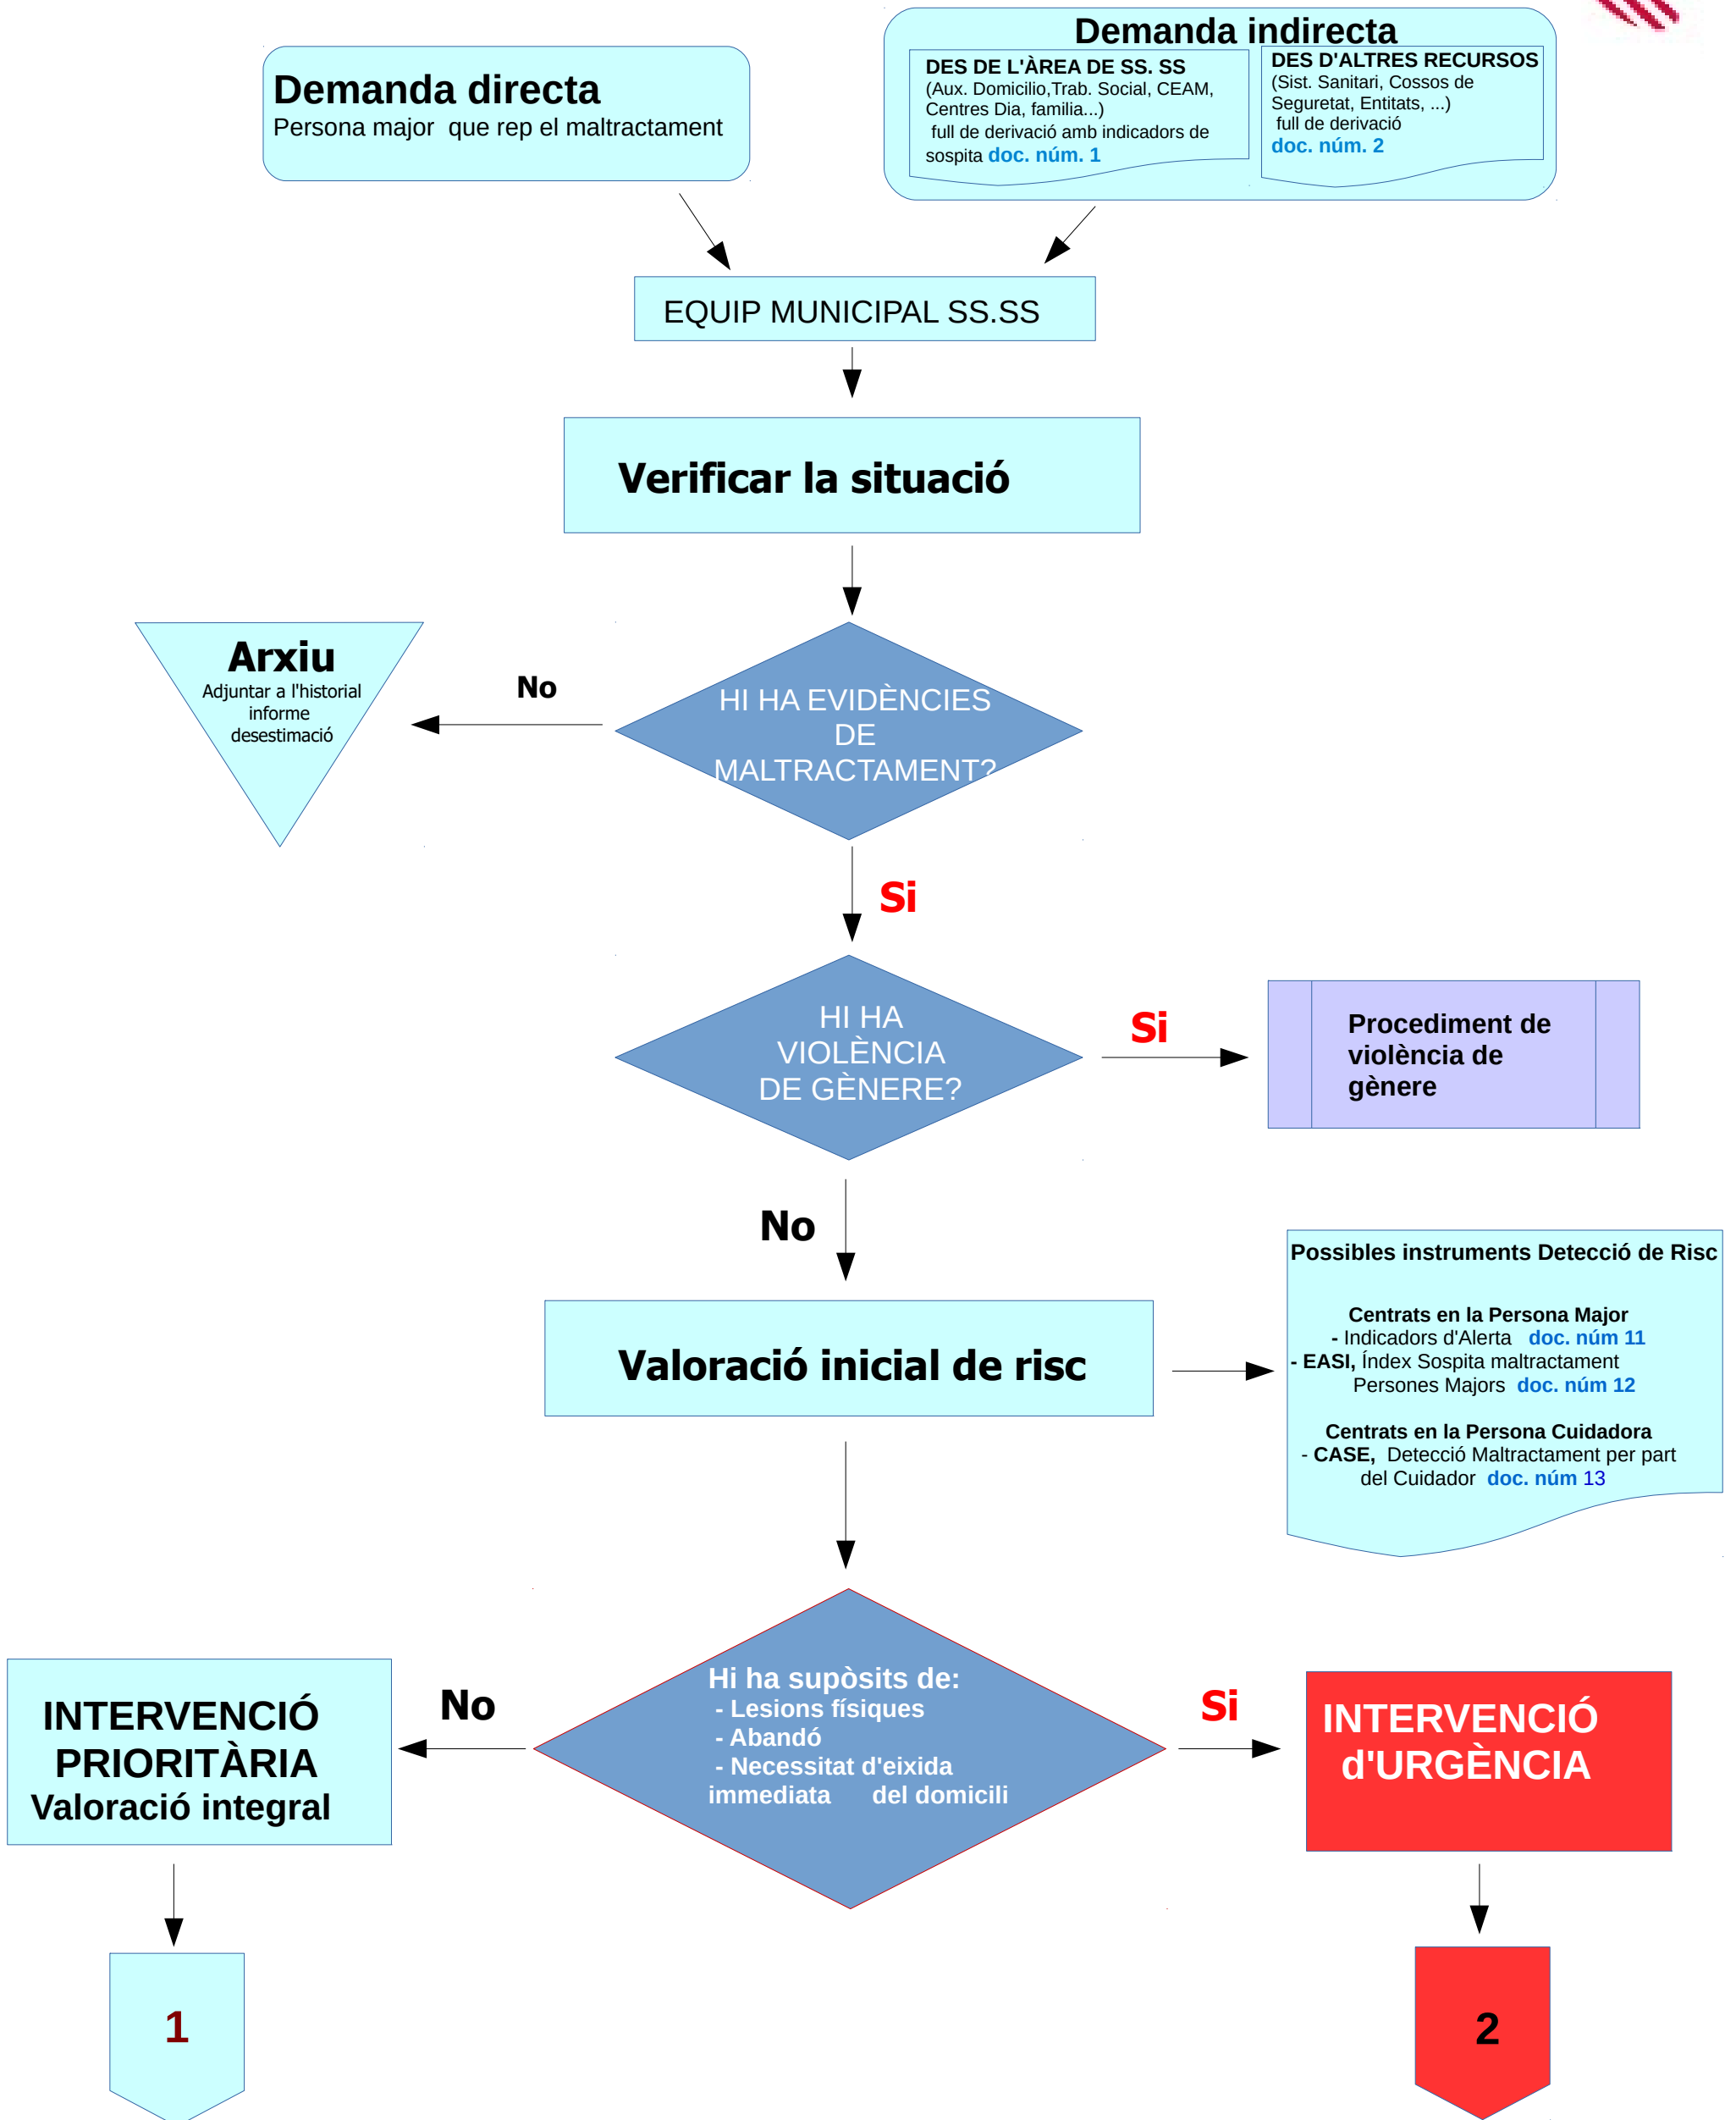 Demanda directa
Persona major  que rep el maltractament
Demanda indirecta
DES DE L'ÀREA DE SS. SS
(Aux. Domicilio,Trab. Social, CEAM,
Centres Dia, familia...)
full de derivació amb indicadors de
sospita doc. núm. 1
DES D'ALTRES RECURSOS
(Sist. Sanitari, Cossos de
Seguretat, Entitats, ...)
full de derivació
doc. núm. 2
EQUIP MUNICIPAL SS.SS
Verificar la situació
Arxiu
Adjuntar a l'historial
informe
desestimació
No
HI HA EVIDÈNCIES
DE
MALTRACTAMENT?
Si
HI HA
VIOLÈNCIA
DE GÈNERE?
Si
Procediment de
violència de
gènere
No
Valoració inicial de risc
Possibles instruments Detecció de Risc
Centrats en la Persona Major
- Indicadors d'Alerta   doc. núm 11
- EASI, Índex Sospita maltractament
Persones Majors  doc. núm 12
Centrats en la Persona Cuidadora
- CASE,  Detecció Maltractament per part
del Cuidador  doc. núm 13
INTERVENCIÓ
PRIORITÀRIA
Valoració integral
No
Hi ha supòsits de:
- Lesions físiques
- Abandó
- Necessitat d'eixida
immediata      del domicili
Si
INTERVENCIÓ
d'URGÈNCIA
1
2